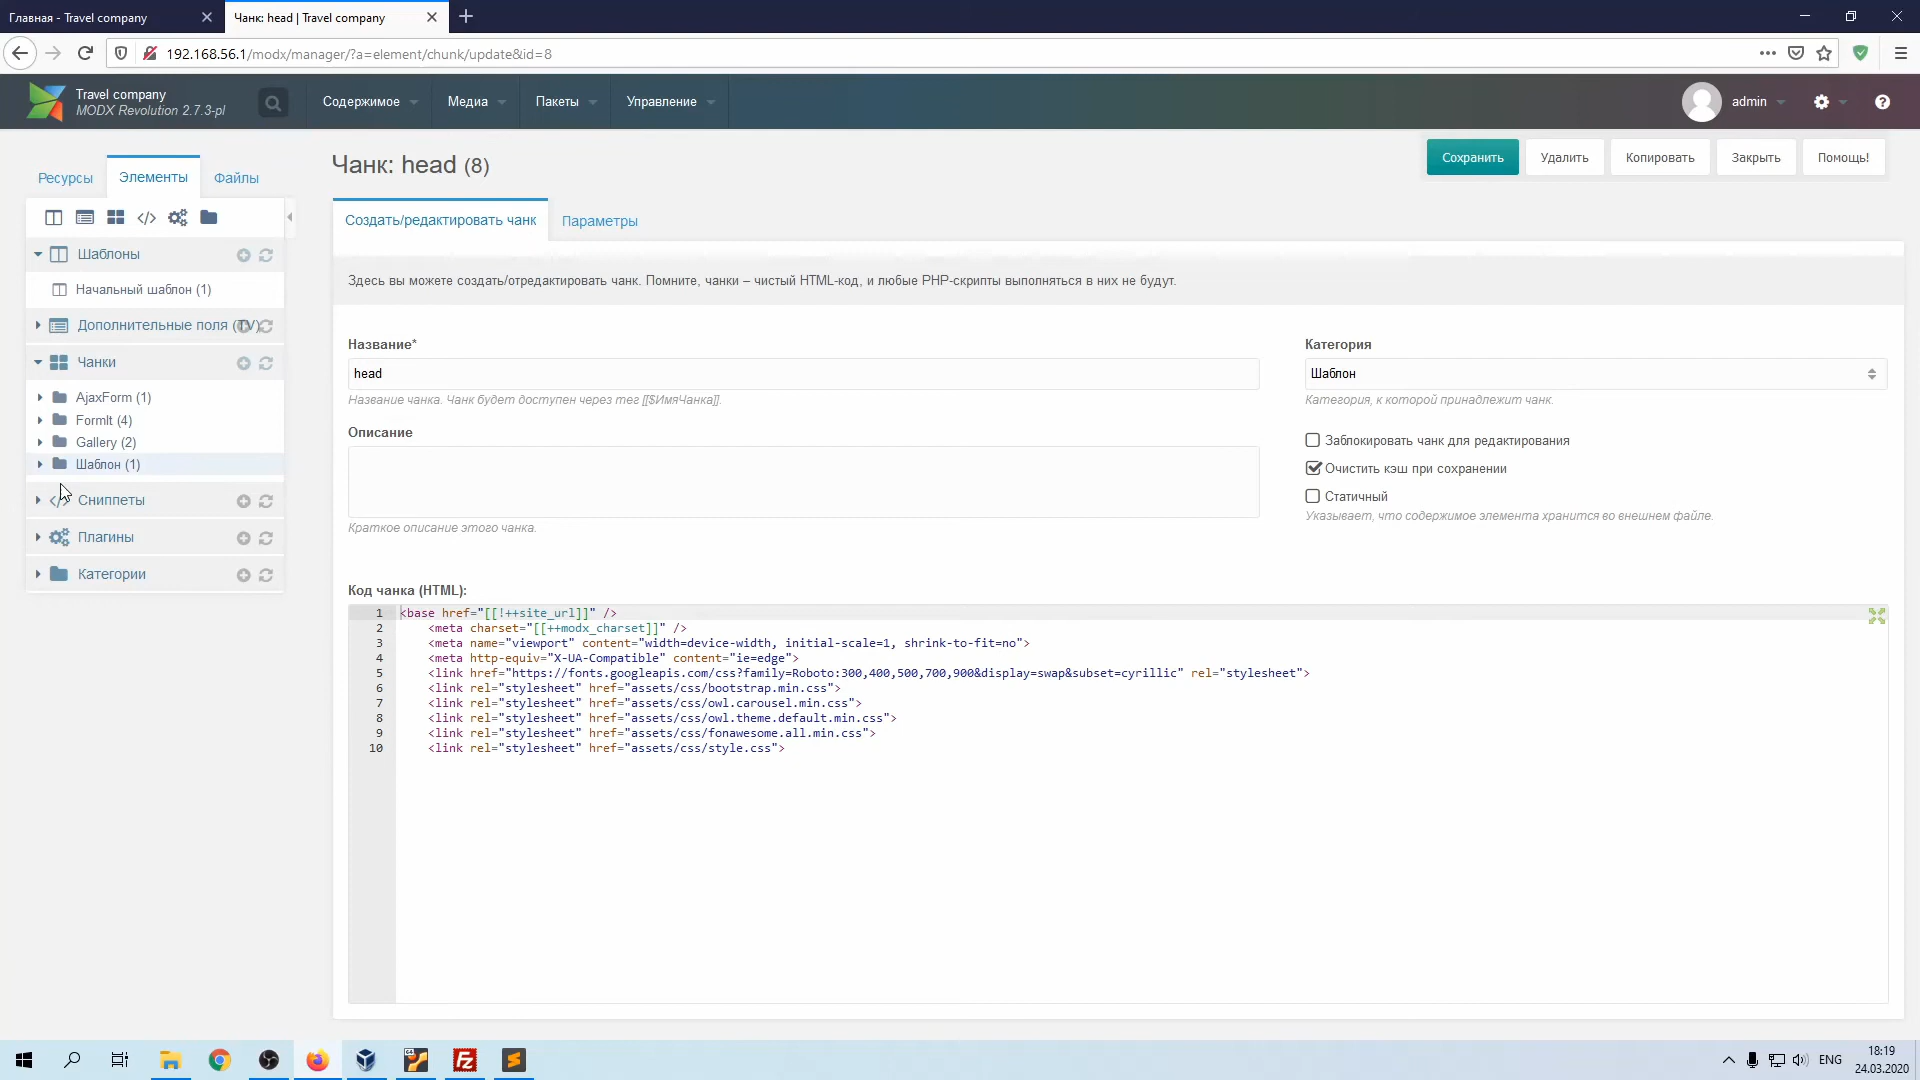 Главная - Travel company
Чанк: head | Travel company
192.168.56.1/modx/manager/?a=element/chunk/update&id=8
Travel company
MODX Revolution 2.7.3-pl
Содержимое
Медиа
Пакеты
Управление
admin
Ресурсы
Элементы
Файлы
Чанк: head (8)
Сохранить
Удалить
Копировать
Закрыть
Помощь!
Создать/редактировать чанк
Параметры
Шаблоны
Начальный шаблон (1)
Дополнительные поля (TV)
Чанки
AjaxForm (1)
FormIt (4)
Gallery (2)
Шаблон (1)
Сниппеты
Плагины
Категории
Здесь вы можете создать/отредактировать чанк. Помните, чанки – чистый HTML-код, и любые PHP-скрипты выполняться в них не будут.
Название*
head
Название чанка. Чанк будет доступен через тег [[$ИмяЧанка]].
Описание
Краткое описание этого чанка.
Категория
Шаблон
Категория, к которой принадлежит чанк.
Заблокировать чанк для редактирования
Очистить кэш при сохранении
Статичный
Указывает, что содержимое элемента хранится во внешнем файле.
Код чанка (HTML):
1 <base href="[[!++site_url]]" />
2 <meta charset="[[++modx_charset]]" />
3 <meta name="viewport" content="width=device-width, initial-scale=1, shrink-to-fit=no">
4 <meta http-equiv="X-UA-Compatible" content="ie=edge">
5 <link href="https://fonts.googleapis.com/css?family=Roboto:300,400,500,700,900&display=swap&subset=cyrillic" rel="stylesheet">
6 <link rel="stylesheet" href="assets/css/bootstrap.min.css">
7 <link rel="stylesheet" href="assets/css/owl.carousel.min.css">
8 <link rel="stylesheet" href="assets/css/owl.theme.default.min.css">
9 <link rel="stylesheet" href="assets/css/fonawesome.all.min.css">
10 <link rel="stylesheet" href="assets/css/style.css">
64
Fz
ENG
18:19
24.03.2020